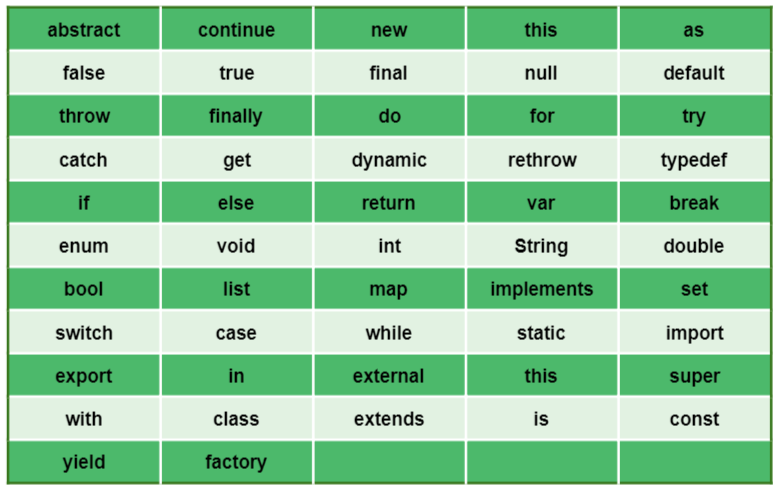 abstract continue new this as
false true final null default
throw finally do for try
catch get dynamic rethrow typedef
if else return var break
enum void int String double
bool list map implements set
switch case while static import
export in external this super
with class extends is const
yield factory